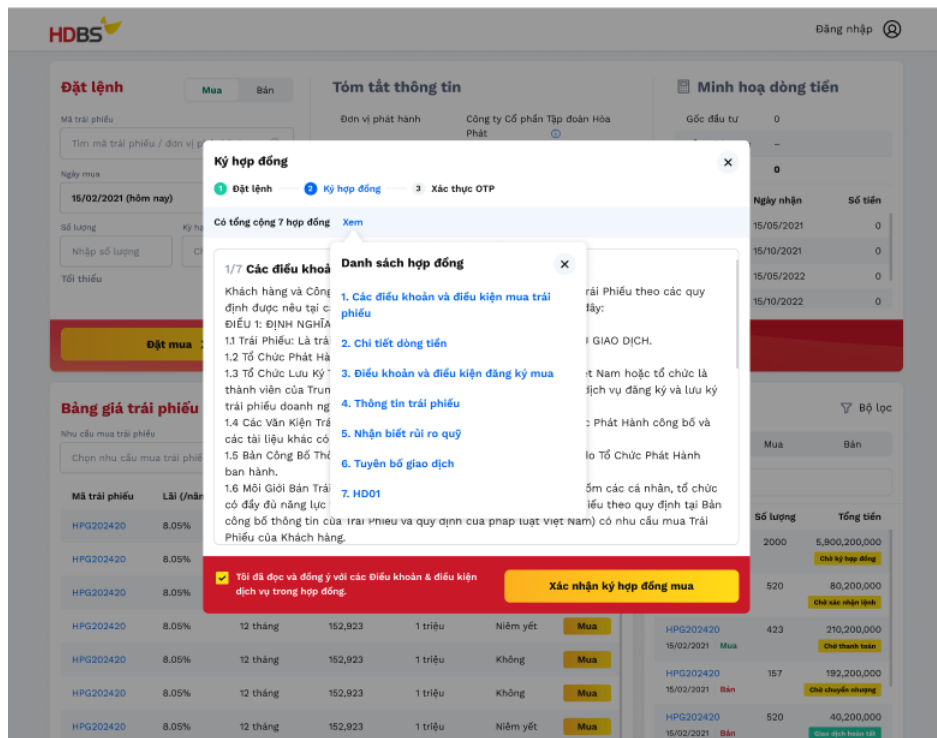 HDBS
Đăng nhập
Đặt lệnh
Mua
Bán
Mã trái phiếu
Tìm mã trái phiếu / đơn vị p
Ngày mua
15/02/2021 (hôm nay)
Số lượng
Kỳ hạ
Nhập số lượng
Tối thiểu
Đặt mua
Tóm tắt thông tin
Đơn vị phát hành
Công ty Cổ phần Tập đoàn Hòa
Phát
Minh hoạ dòng tiền
Gốc đầu tư
0
–
0
Ngày nhận
Số tiền
15/05/2021
0
15/10/2021
0
15/05/2022
0
15/10/2022
0
Ký hợp đồng
1 Đặt lệnh
2 Ký hợp đồng
3 Xác thực OTP
Có tổng cộng 7 hợp đồng Xem
1/7 Các điều khoả
Khách hàng và Công
rái Phiếu theo các quy
định được nêu tại c
đây:
ĐIỀU 1: ĐỊNH NGHĨA
1.1 Trái Phiếu: Là trá
GIAO DỊCH.
1.2 Tổ Chức Phát Hà
1.3 Tổ Chức Lưu Ký
ệt Nam hoặc tổ chức là
thành viên của Trun
dịch vụ đăng ký và lưu ký
trái phiếu doanh ng
1.4 Các Văn Kiện Trá
c Phát Hành công bố và
các tài liệu khác có
1.5 Bản Công Bố Thô
do Tổ Chức Phát Hành
ban hành.
1.6 Môi Giới Bán Trái
ồm các cá nhân, tổ chức
có đầy đủ năng lực
iếu theo quy định tại Bản
công bố thông tin của Trái Phiếu và quy định của pháp luật Việt Nam) có nhu cầu mua Trái
Phiếu của Khách hàng.
Danh sách hợp đồng
1. Các điều khoản và điều kiện mua trái
phiếu
2. Chi tiết dòng tiền
3. Điều khoản và điều kiện đăng ký mua
4. Thông tin trái phiếu
5. Nhận biết rủi ro quỹ
6. Tuyên bố giao dịch
7. HD01
Tôi đã đọc và đồng ý với các Điều khoản & điều kiện
dịch vụ trong hợp đồng.
Xác nhận ký hợp đồng mua
Bảng giá trái phiếu
Nhu cầu mua trái phiếu
Chọn nhu cầu mua trái phiế
Mã trái phiếu
Lãi (/năn
HPG202420 8.05%
HPG202420 8.05%
HPG202420 8.05%
HPG202420 8.05% 12 tháng 152,923 1 triệu Niêm yết Mua
HPG202420 8.05% 12 tháng 152,923 1 triệu Không Mua
HPG202420 8.05% 12 tháng 152,923 1 triệu Không Mua
HPG202420 8.05% 12 tháng 152,923 1 triệu Niêm yết Mua
Bộ lọc
Mua
Bán
Số lượng
Tổng tiền
2000 5,900,200,000
Chờ ký hợp đồng
520 80,200,000
Chờ xác nhận lệnh
HPG202420 423 210,200,000
15/02/2021 Mua Chờ thanh toán
HPG202420 157 192,200,000
15/02/2021 Bán Chờ chuyển nhượng
HPG202420 520 40,200,000
15/02/2021 Bán Giao dịch hoàn tất